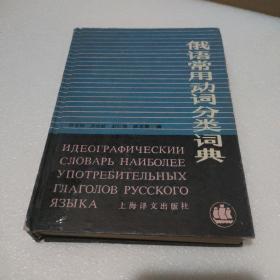 俄语常用动词分类词典
ИДЕОГРАФИЧЕСКИЙ
СЛОВАРЬ НАИБОЛЕЕ
УПОТРЕБИТЕЛЬНЫХ
ГЛАГОЛОВ РУССКОГО
ЯЗЫКА
上海译文出版社